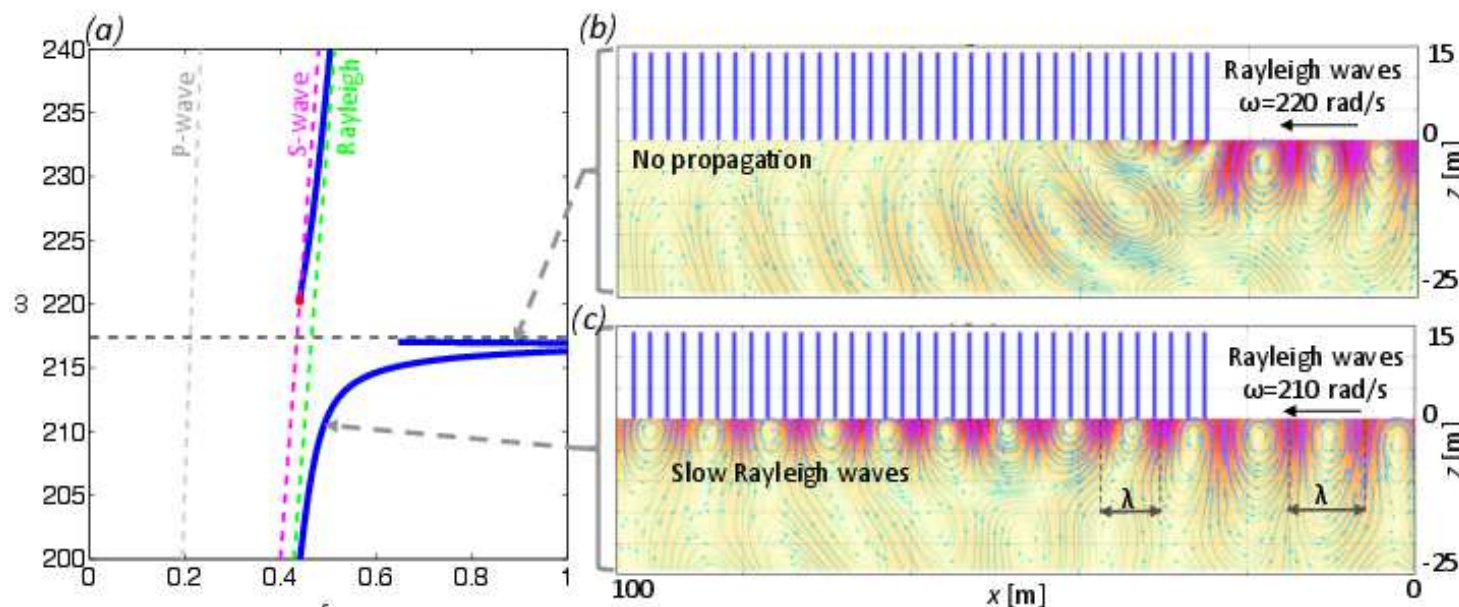 (a)
240
235
230
225
220
215
210
205
200
ω
P-wave
S-wave
Rayleigh
0
0.2
0.4
0.6
0.8
1
(b)
15
Rayleigh waves
ω=220 rad/s
0
No propagation
z [m]
-25
(c)
15
Rayleigh waves
ω=210 rad/s
0
Slow Rayleigh waves
λ
λ
z [m]
-25
100
x [m]
0